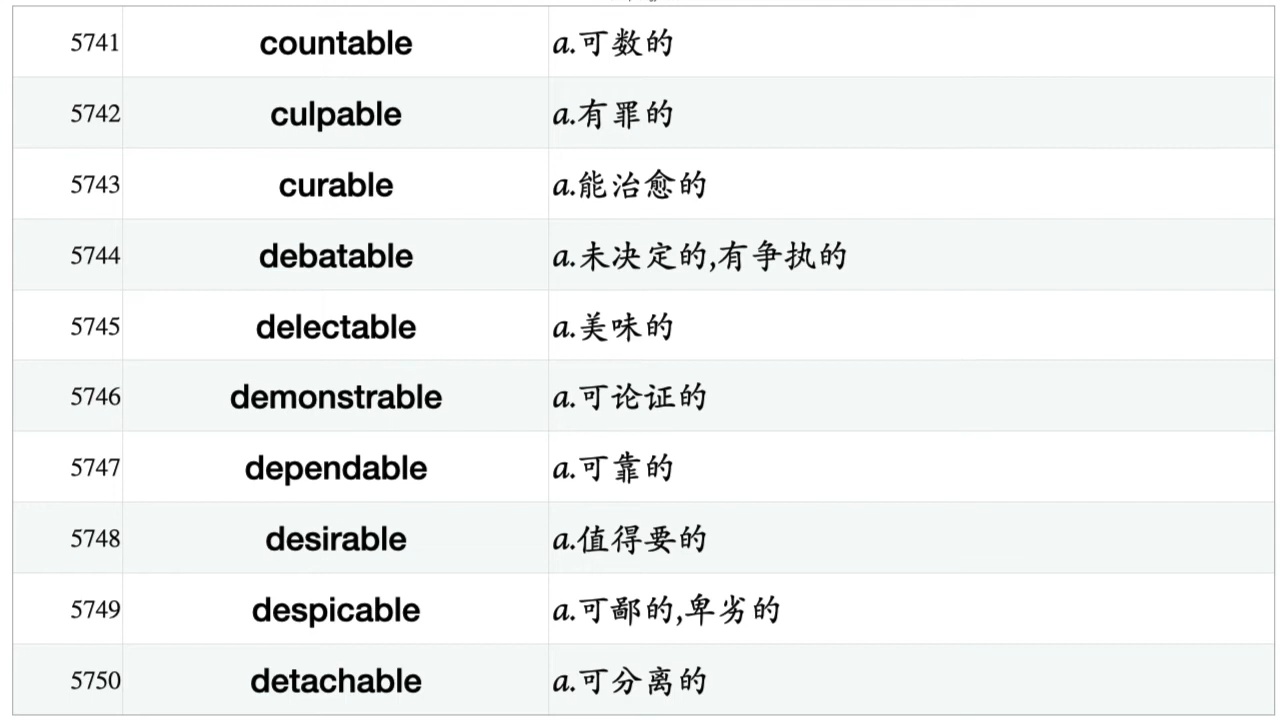 5741 countable a.可数的
5742 culpable a.有罪的
5743 curable a.能治愈的
5744 debatable a.未决定的,有争执的
5745 delectable a.美味的
5746 demonstrable a.可论证的
5747 dependable a.可靠的
5748 desirable a.值得要的
5749 despicable a.可鄙的,卑劣的
5750 detachable a.可分离的